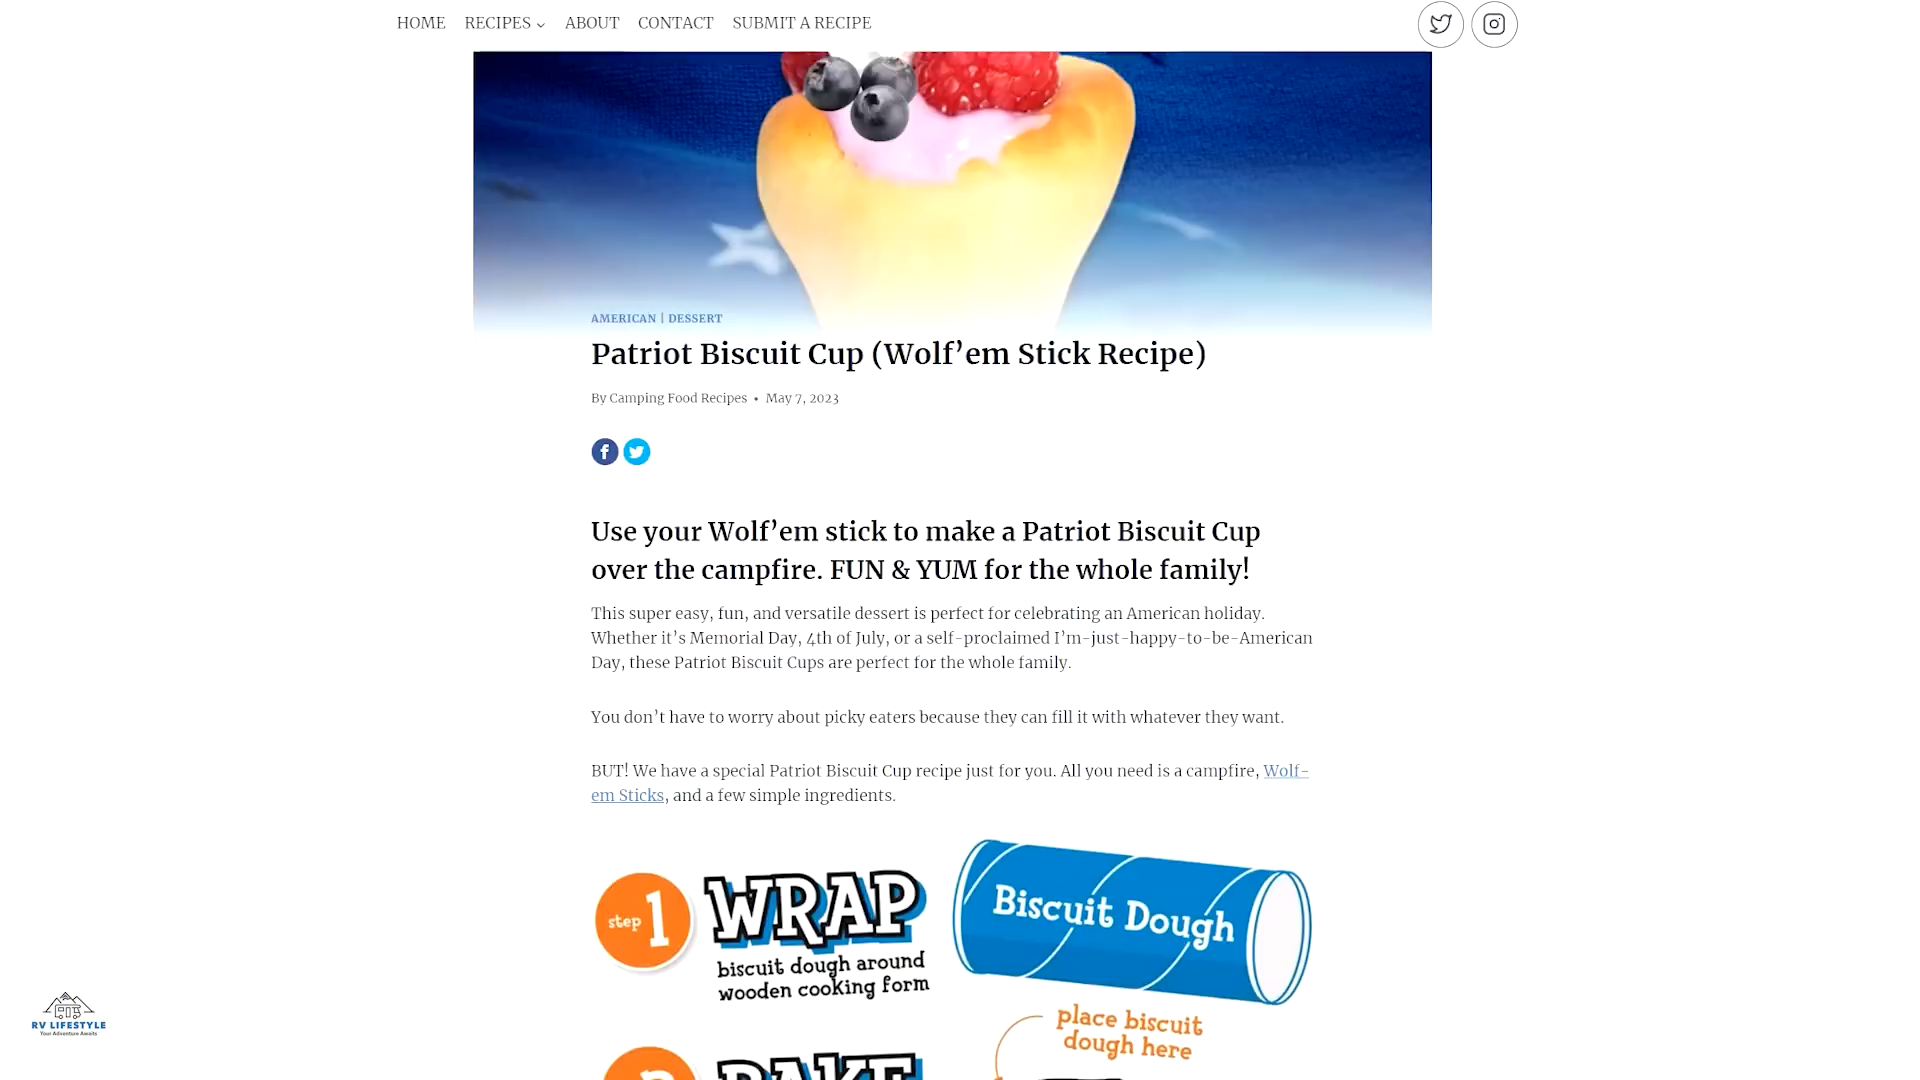 HOME RECIPES ABOUT CONTACT SUBMIT A RECIPE
AMERICAN | DESSERT
Patriot Biscuit Cup (Wolf’em Stick Recipe)
By Camping Food Recipes • May 7, 2023
Use your Wolf’em stick to make a Patriot Biscuit Cup
over the campfire. FUN & YUM for the whole family!
This super easy, fun, and versatile dessert is perfect for celebrating an American holiday.
Whether it’s Memorial Day, 4th of July, or a self-proclaimed I’m-just-happy-to-be-American
Day, these Patriot Biscuit Cups are perfect for the whole family.
You don’t have to worry about picky eaters because they can fill it with whatever they want.
BUT! We have a special Patriot Biscuit Cup recipe just for you. All you need is a campfire, Wolf-
em Sticks, and a few simple ingredients.
step 1 WRAP
biscuit dough around
wooden cooking form
Biscuit Dough
place biscuit
dough here
BAKE
RV LIFESTYLE
Your Adventure Awaits